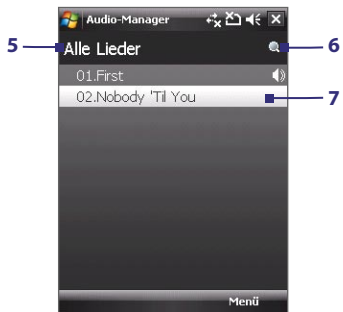 Audio-Manager
5 Alle Lieder 6
01.First
02.Nobody 'Til You 7
Menü